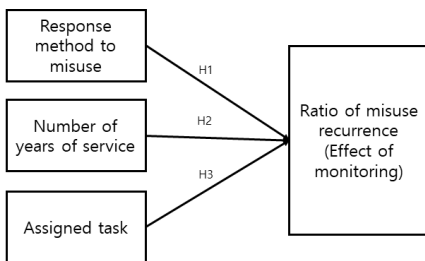 Response
method to
misuse
H1
Number of
years of service
H2
Ratio of misuse
recurrence
(Effect of
monitoring)
H3
Assigned task